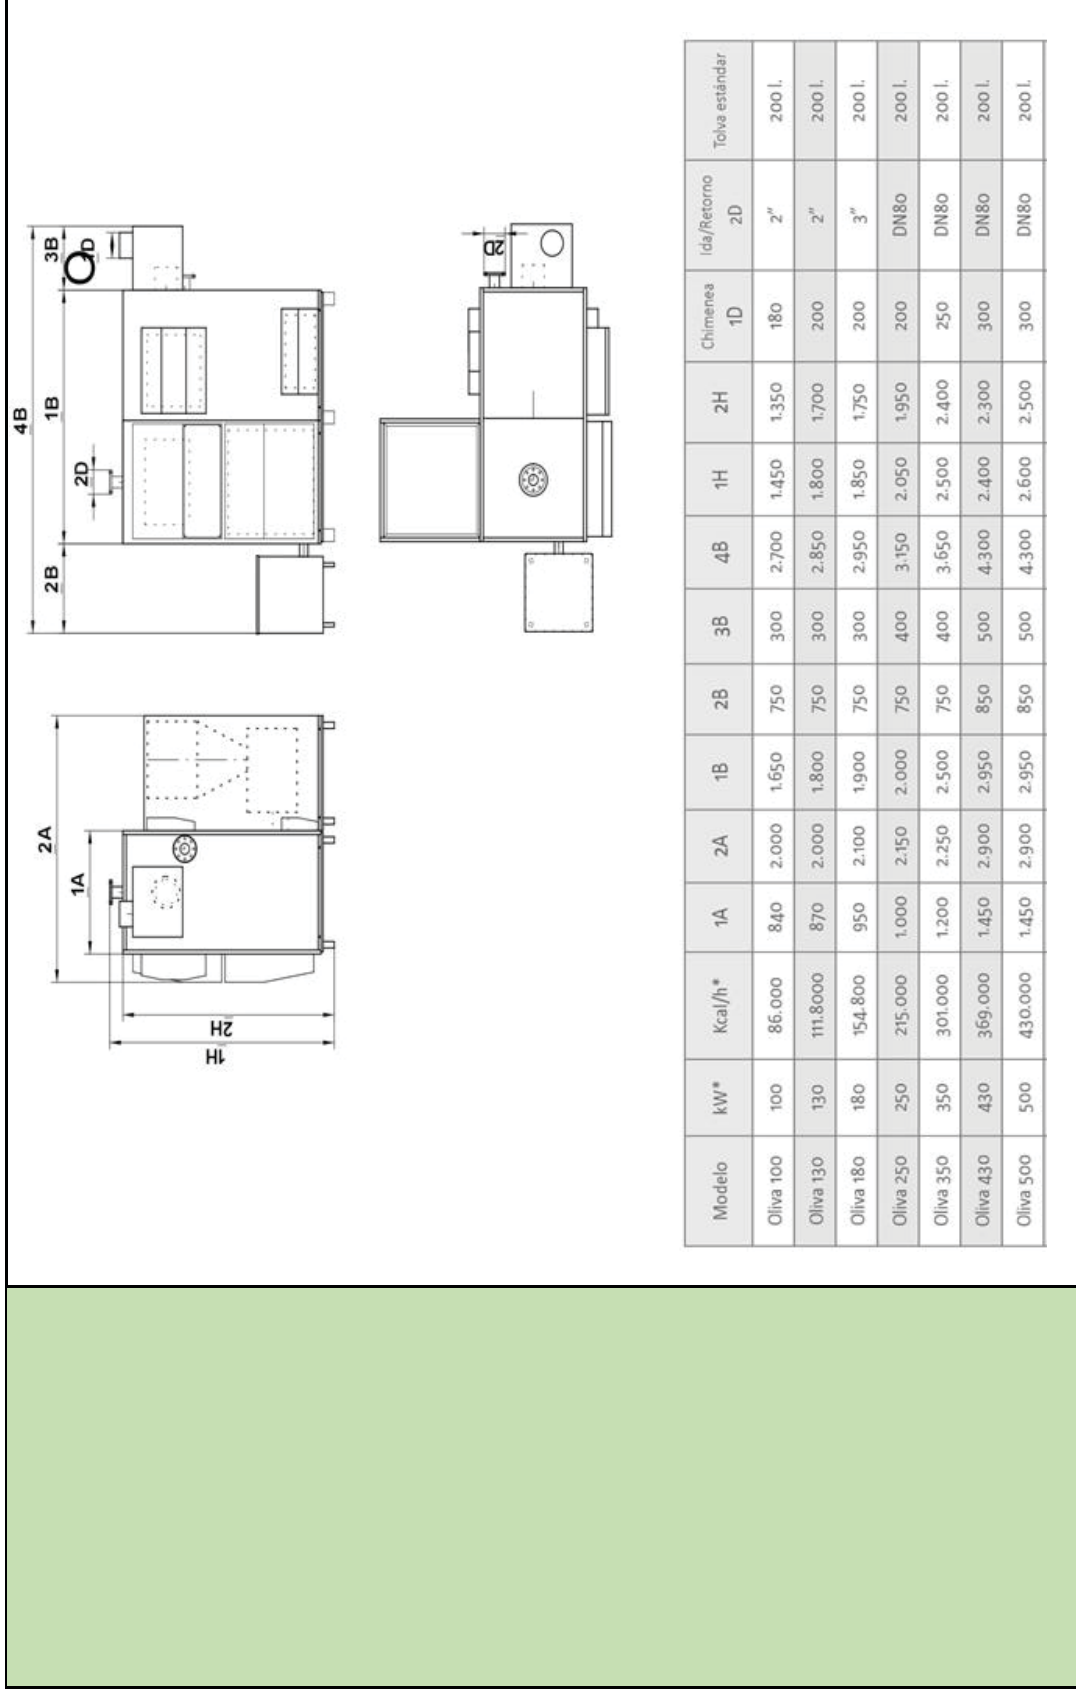 4B
2B
1B
3B
2D
1D
2D
2A
1A
2H
1H
Modelo kW* Kcal/h* 1A 2A 1B 2B 3B 4B 1H 2H Chimenea 1D Ida/Retorno 2D Tolva estándar
Oliva 100 100 86.000 840 2.000 1.650 750 300 2.700 1.450 1.350 180 2" 200 l.
Oliva 130 130 111.8000 870 2.000 1.800 750 300 2.850 1.800 1.700 200 2" 200 l.
Oliva 180 180 154.800 950 2.100 1.900 750 300 2.950 1.850 1.750 200 3" 200 l.
Oliva 250 250 215.000 1.000 2.150 2.000 750 400 3.150 2.050 1.950 200 DN80 200 l.
Oliva 350 350 301.000 1.200 2.250 2.500 750 400 3.650 2.500 2.400 250 DN80 200 l.
Oliva 430 430 369.000 1.450 2.900 2.950 850 500 4.300 2.400 2.300 300 DN80 200 l.
Oliva 500 500 430.000 1.450 2.900 2.950 850 500 4.300 2.600 2.500 300 DN80 200 l.